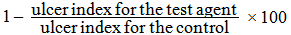 1 − ulcer index for the test agent / ulcer index for the control × 100